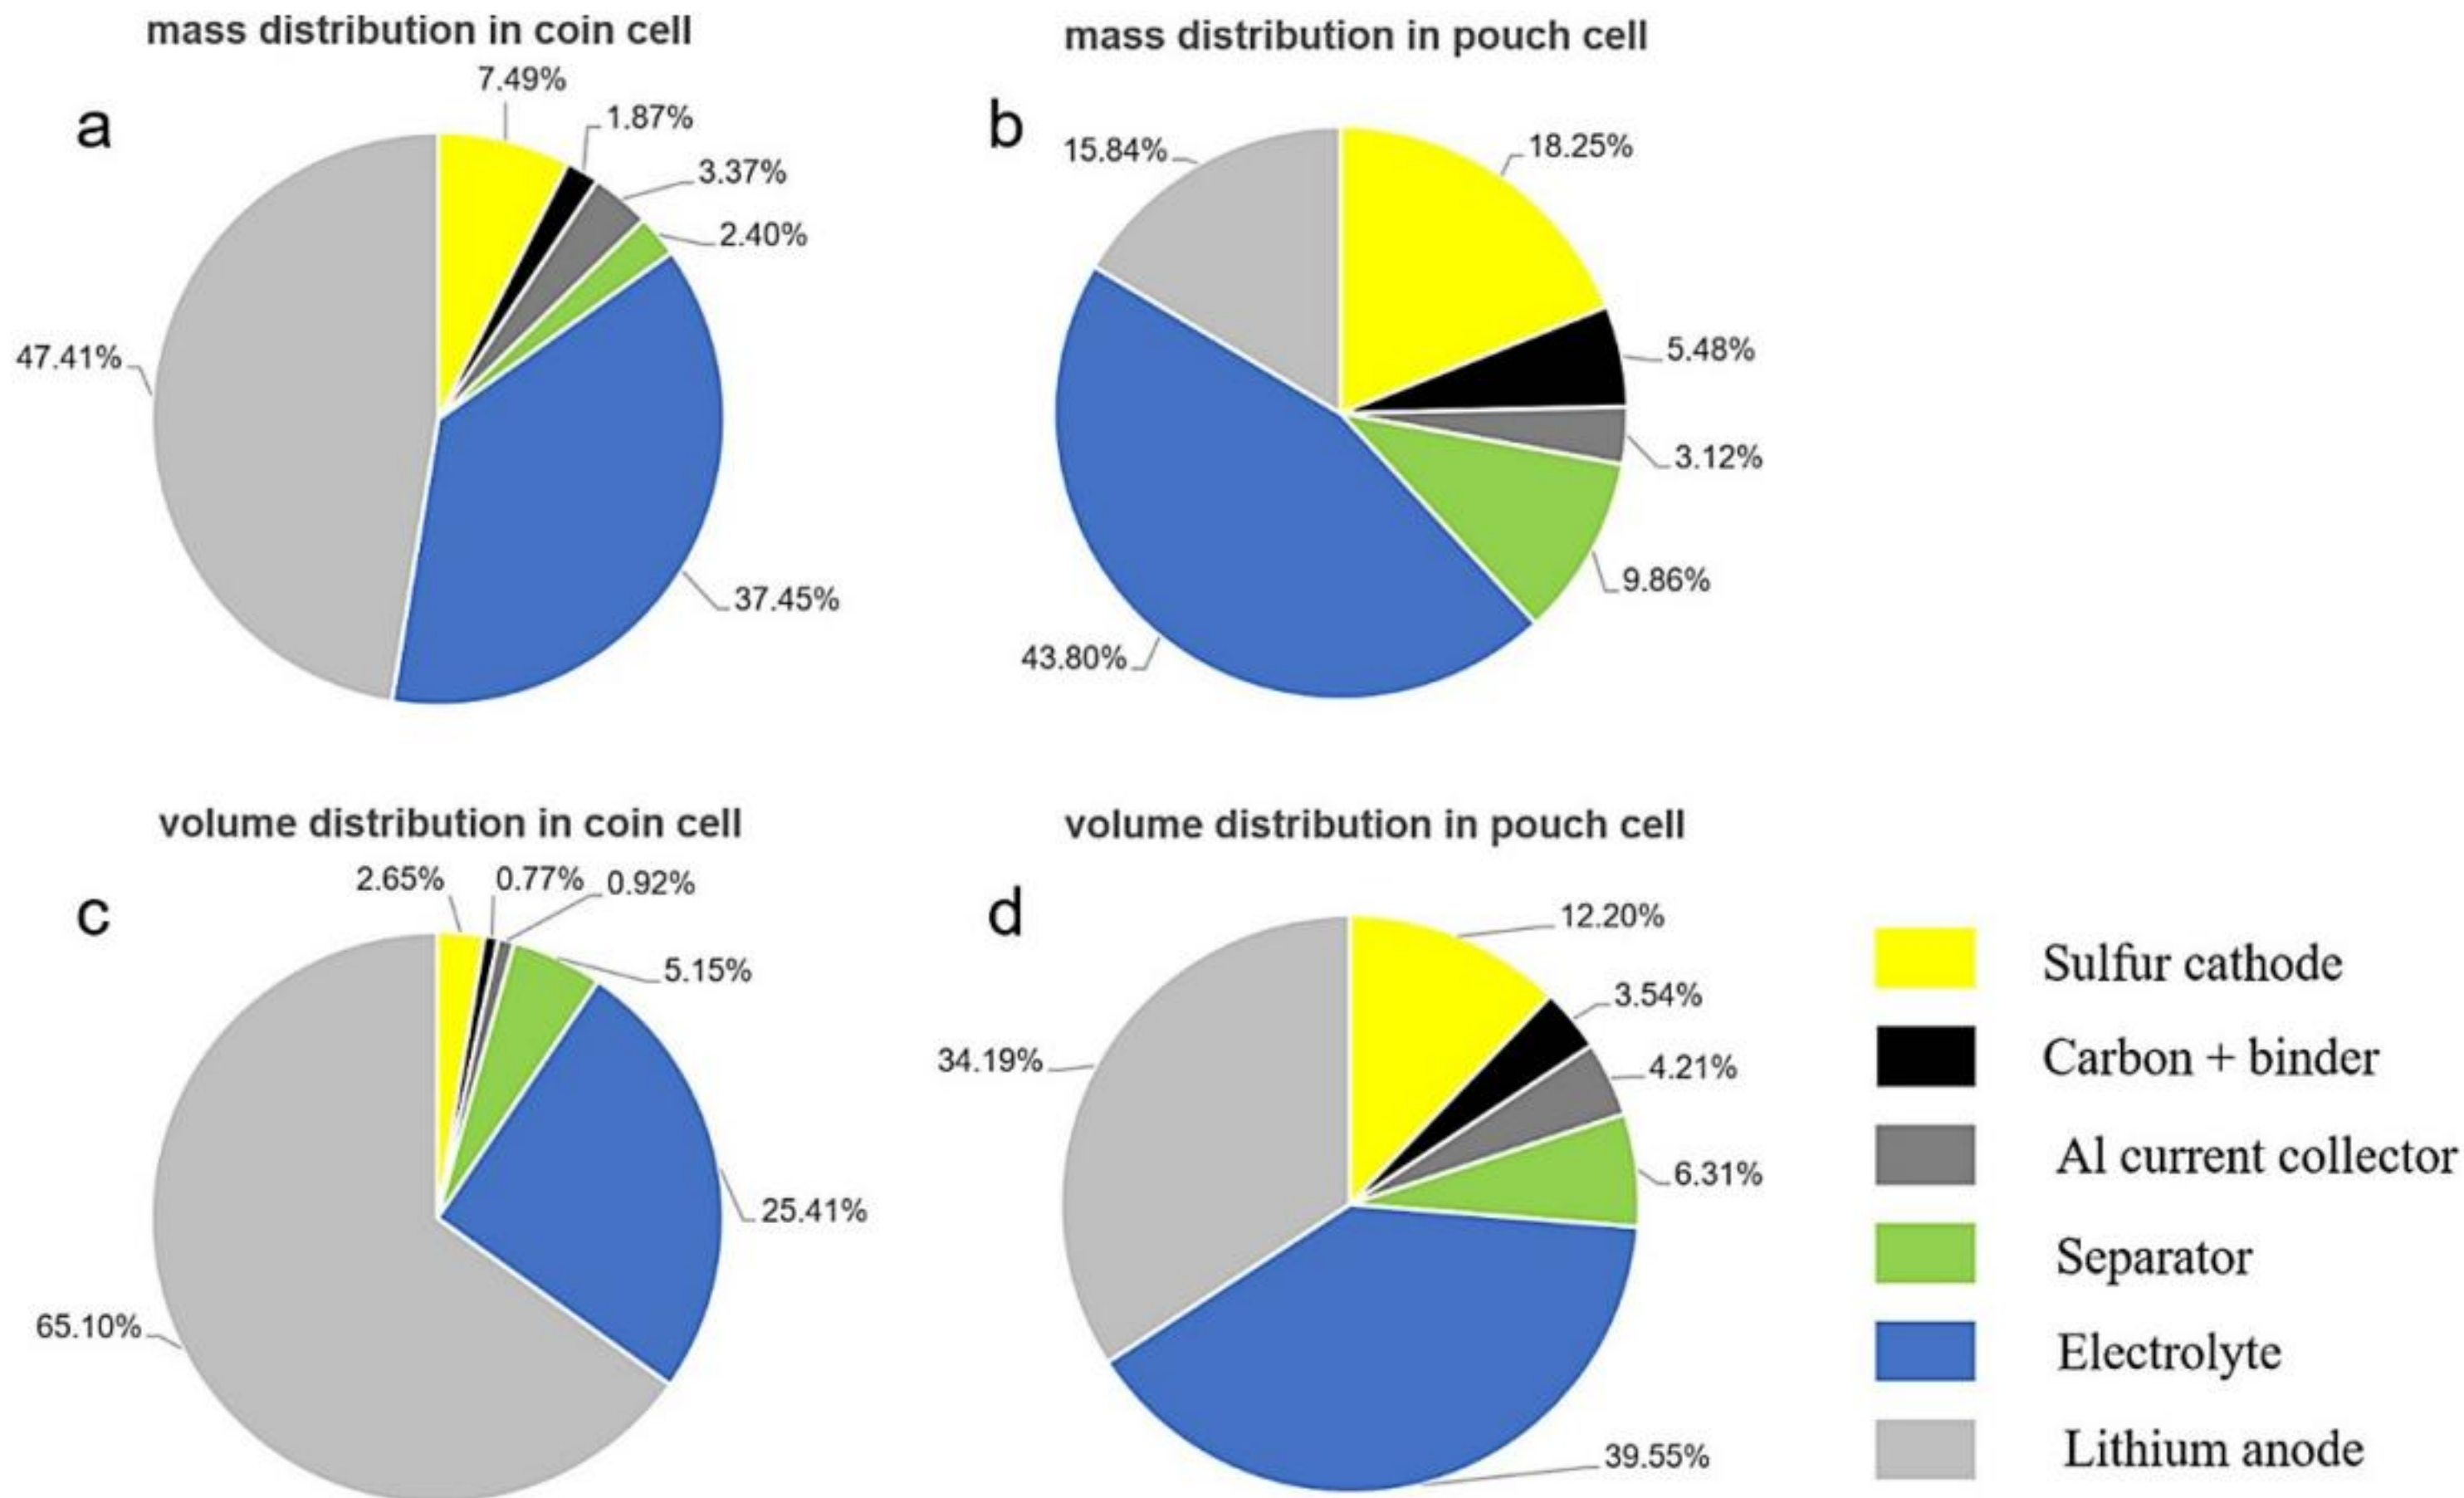 mass distribution in coin cell
a
7.49%
1.87%
3.37%
2.40%
47.41%
37.45%
mass distribution in pouch cell
b
15.84%
18.25%
5.48%
3.12%
9.86%
43.80%
volume distribution in coin cell
c
2.65%
0.77%
0.92%
5.15%
25.41%
65.10%
volume distribution in pouch cell
d
12.20%
3.54%
34.19%
4.21%
6.31%
39.55%
Sulfur cathode
Carbon + binder
Al current collector
Separator
Electrolyte
Lithium anode